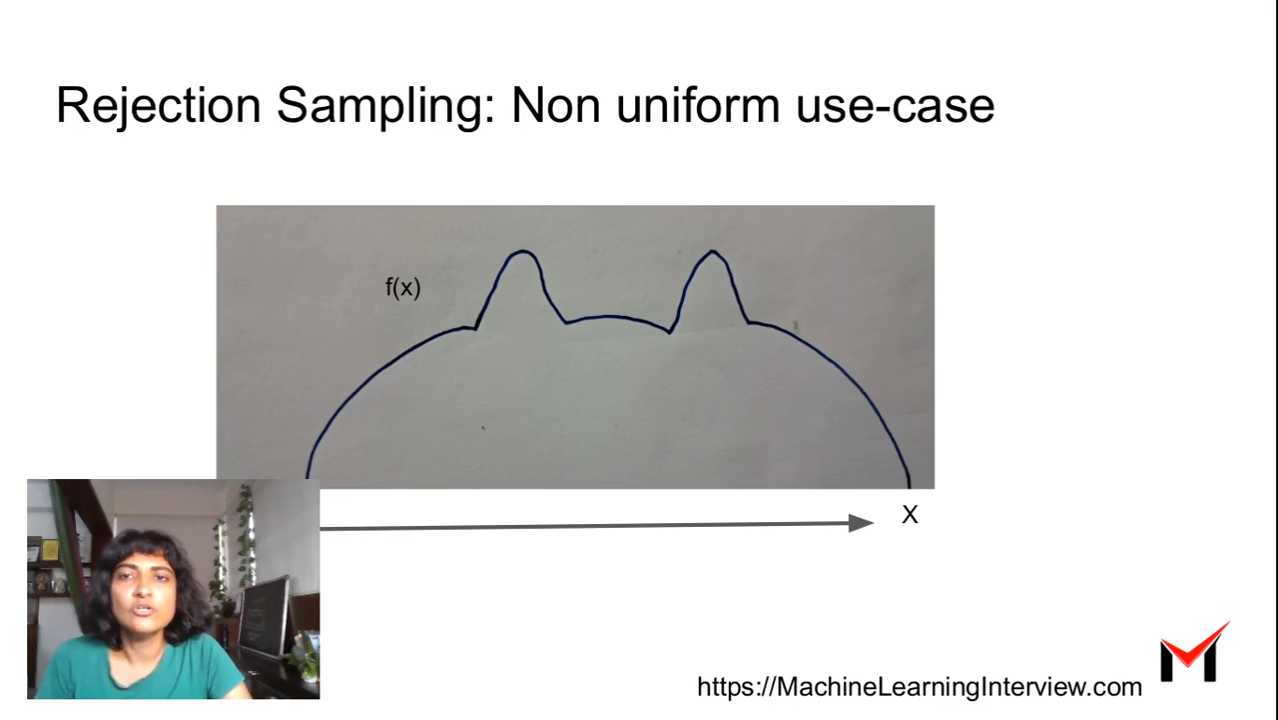 Rejection Sampling: Non uniform use-case
f(x)
X
https://MachineLearningInterview.com